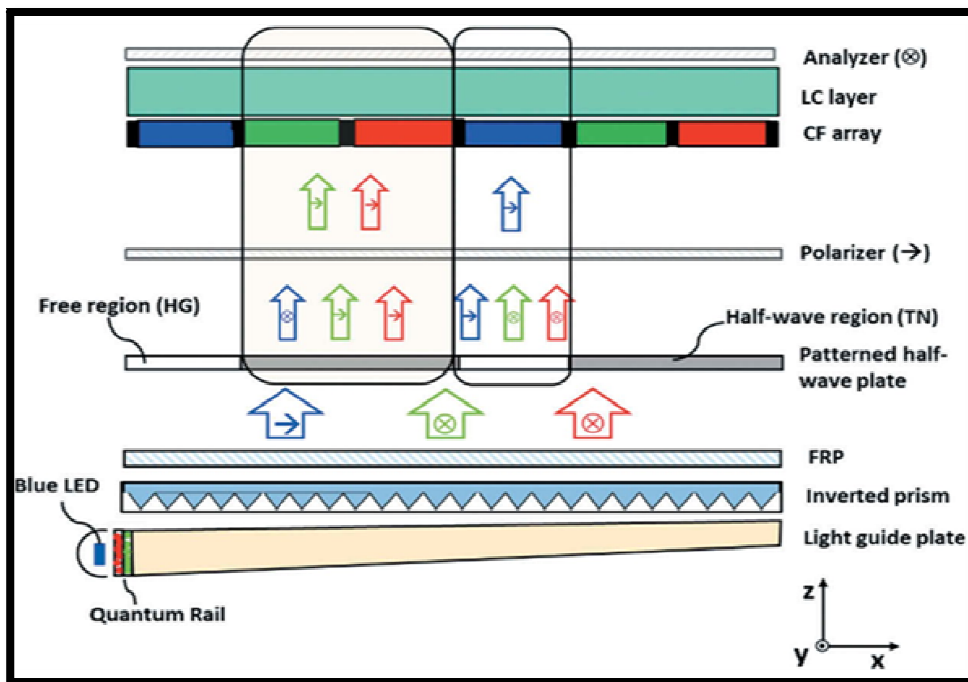 Analyzer (⊗)
LC layer
CF array
Polarizer (→)
Free region (HG)
Half-wave region (TN)
Patterned half-
wave plate
FRP
Blue LED
Inverted prism
Light guide plate
Quantum Rail
z
y
x